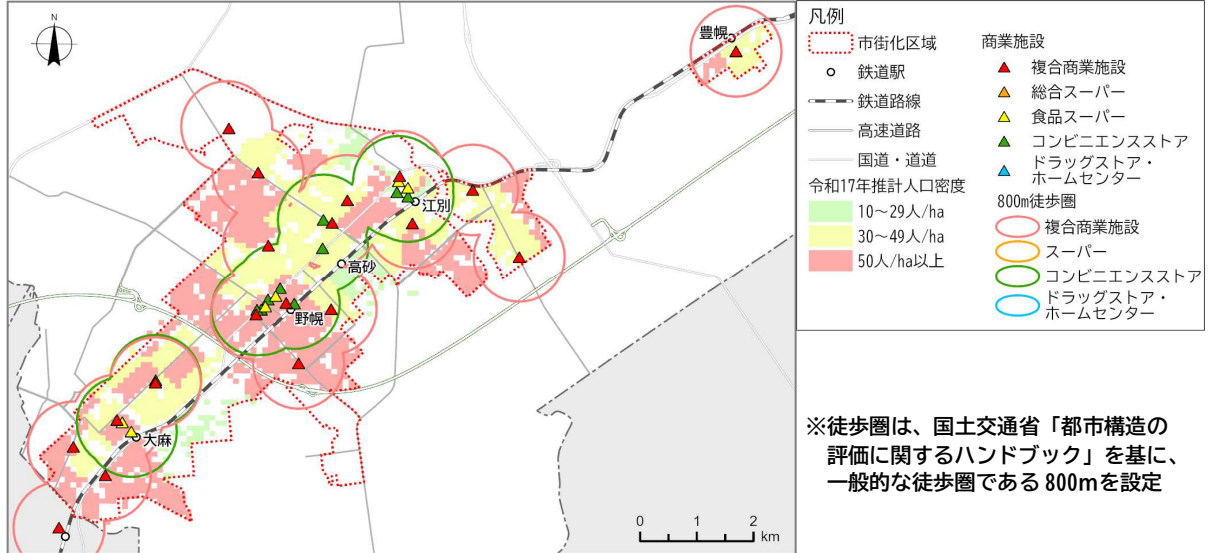 N
豊幌
江別
高砂
野幌
大麻
0 1 2
km
凡例
市街化区域
鉄道駅
鉄道路線
高速道路
国道・道道
令和17年推計人口密度
10～29人/ha
30～49人/ha
50人/ha以上
商業施設
複合商業施設
総合スーパー
食品スーパー
コンビニエンスストア
ドラッグストア・
ホームセンター
800m徒歩圏
複合商業施設
スーパー
コンビニエンスストア
ドラッグストア・
ホームセンター
※徒歩圏は、国土交通省「都市構造の
評価に関するハンドブック」を基に、
一般的な徒歩圏である800mを設定